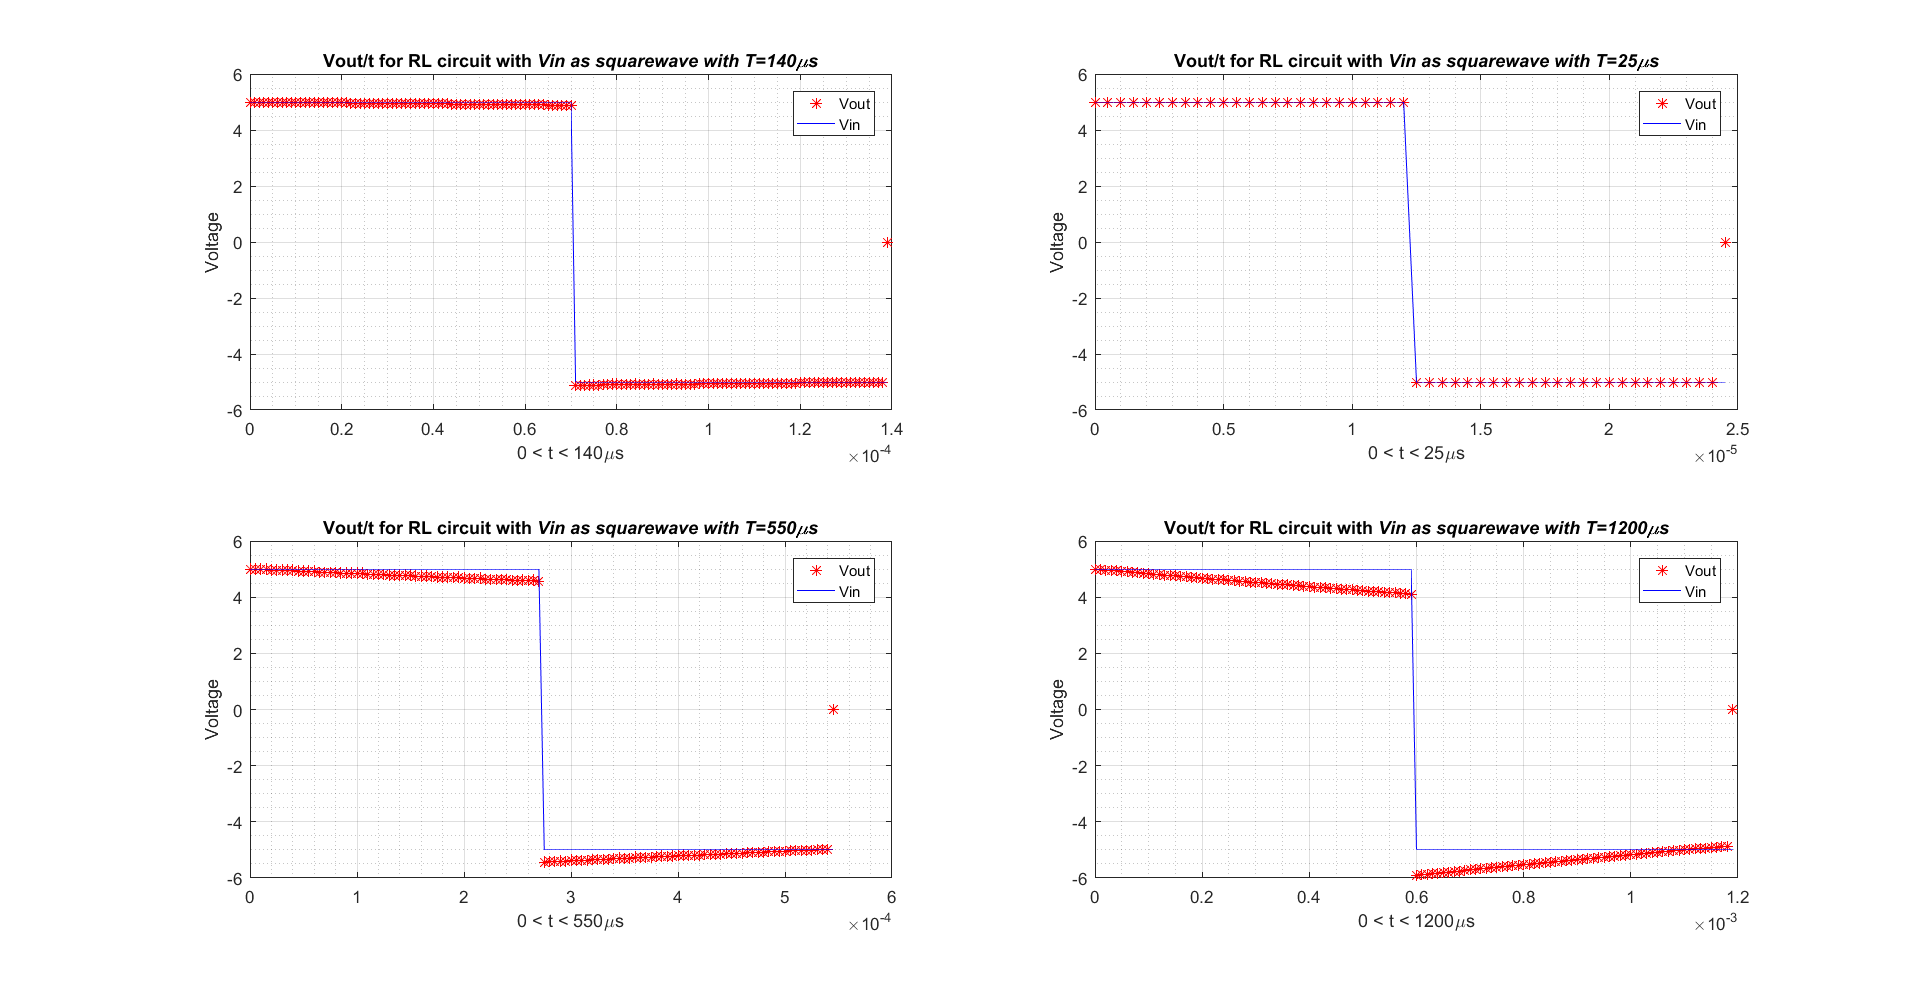 Vout/t for RL circuit with Vin as squarewave with T=140μs
6
4
2
0
-2
-4
-6
Voltage
Vout
Vin
0 0.2 0.4 0.6 0.8 1 1.2 1.4
0 < t < 140μs
×10-4
Vout/t for RL circuit with Vin as squarewave with T=25μs
6
4
2
0
-2
-4
-6
Voltage
Vout
Vin
0 0.5 1 1.5 2 2.5
0 < t < 25μs
×10-5
Vout/t for RL circuit with Vin as squarewave with T=550μs
6
4
2
0
-2
-4
-6
Voltage
Vout
Vin
0 1 2 3 4 5 6
0 < t < 550μs
×10-4
Vout/t for RL circuit with Vin as squarewave with T=1200μs
6
4
2
0
-2
-4
-6
Voltage
Vout
Vin
0 0.2 0.4 0.6 0.8 1 1.2
0 < t < 1200μs
×10-3